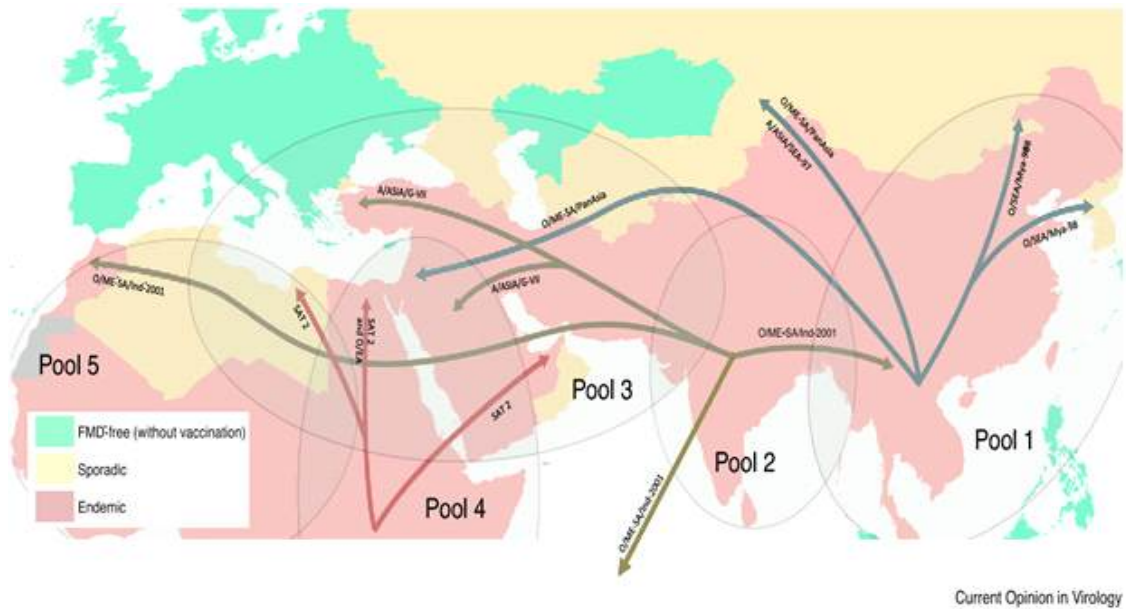 O/ME-SA/PanAsia
A/ASIA/SEA-97
O/SEA/Mya-98
A/ASIA/G-VII
O/ME-SA/PanAsia
O/SEA/Mya-98
O/ME-SA/Ind-2001
A/ASIA/G-VII
SAT 2
SAT 2
and O/EA
O/ME-SA/Ind-2001
Pool 5
Pool 3
SAT 2
FMD-free (without vaccination)
Sporadic
Endemic
Pool 4
Pool 2
Pool 1
O/ME-SA/Ind-2001
Current Opinion in Virology